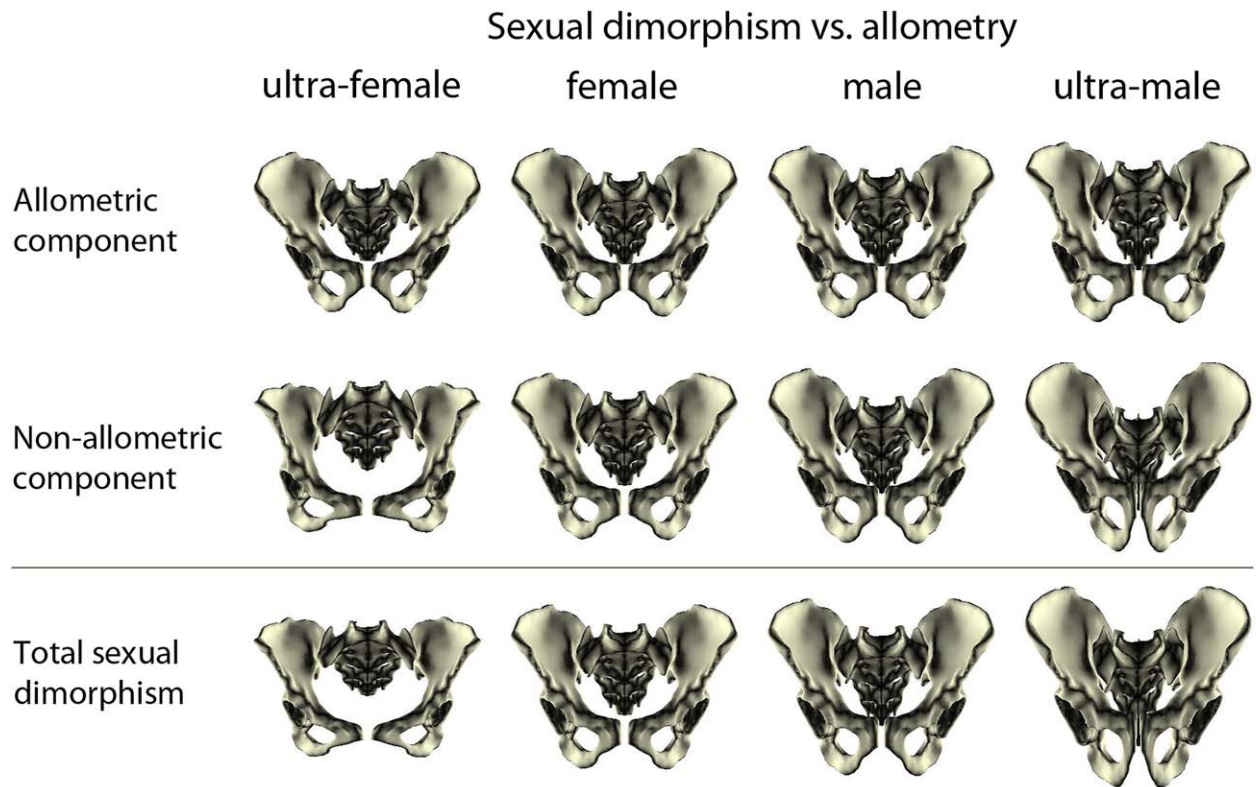 Sexual dimorphism vs. allometry
ultra-female female male ultra-male
Allometric
component
Non-allometric
component
Total sexual
dimorphism